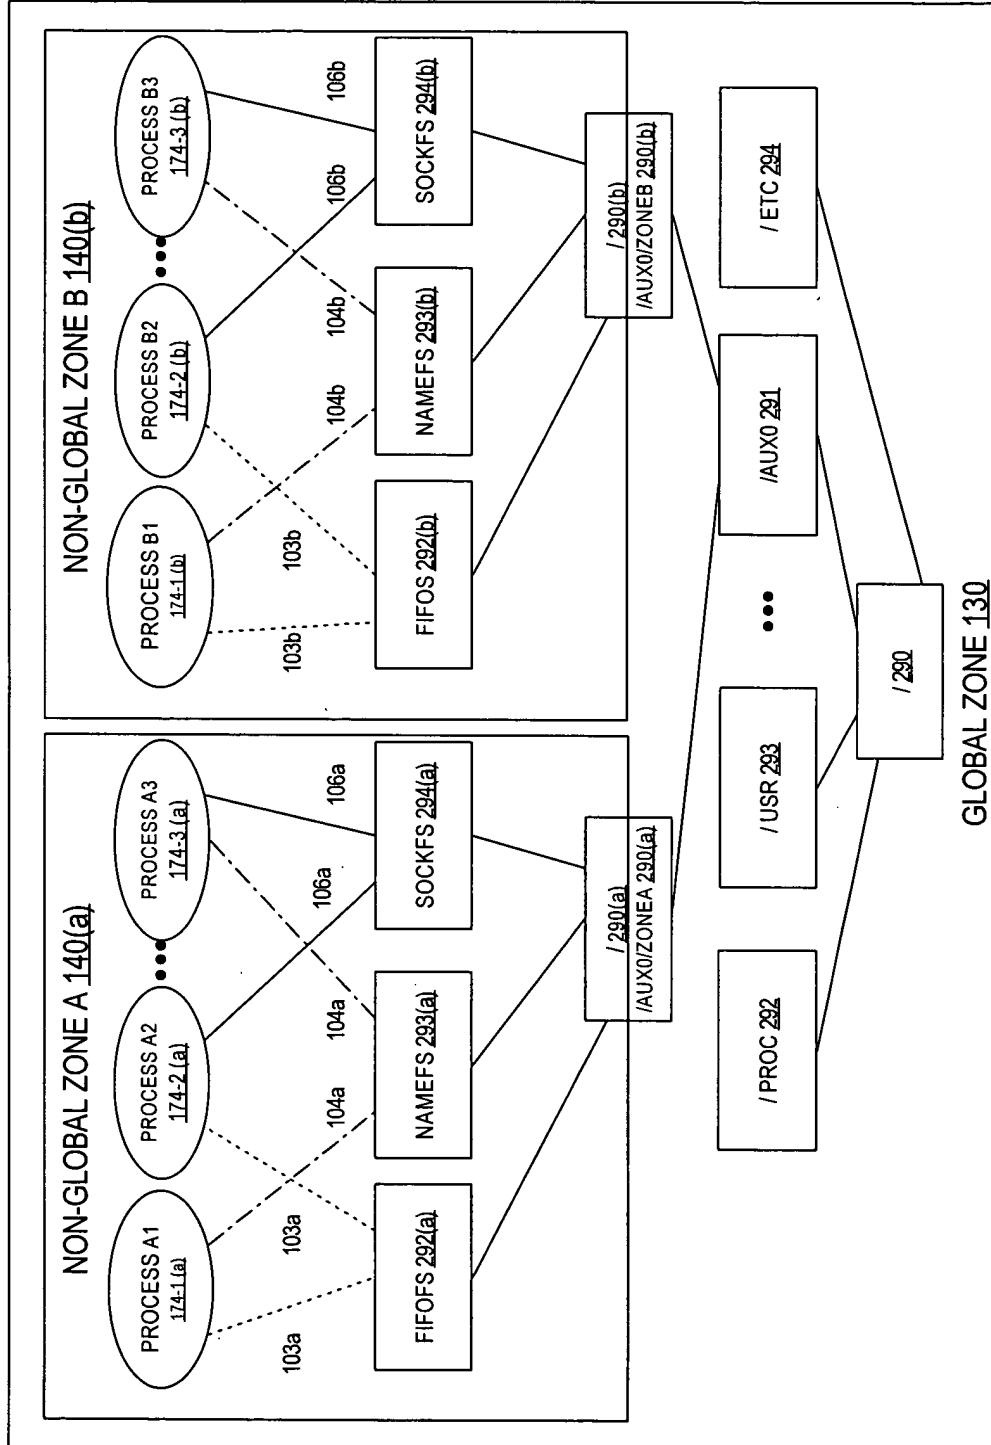 NON-GLOBAL ZONE A 140(a)
NON-GLOBAL ZONE B 140(b)
PROCESS A1
174-1 (a)
PROCESS A2
174-2 (a)
PROCESS A3
174-3 (a)
PROCESS B1
174-1 (b)
PROCESS B2
174-2 (b)
PROCESS B3
174-3 (b)
103a
103a
104a
104a
106a
106a
103b
103b
104b
104b
106b
106b
FIFOFS 292(a)
NAMEFS 293(a)
SOCKFS 294(a)
FIFOS 292(b)
NAMEFS 293(b)
SOCKFS 294(b)
/ 290(a)
/AUX0/ZONEA 290(a)
/ 290(b)
/AUX0/ZONEB 290(b)
/ PROC 292
/ USR 293
/AUX0 291
/ ETC 294
/ 290
GLOBAL ZONE 130